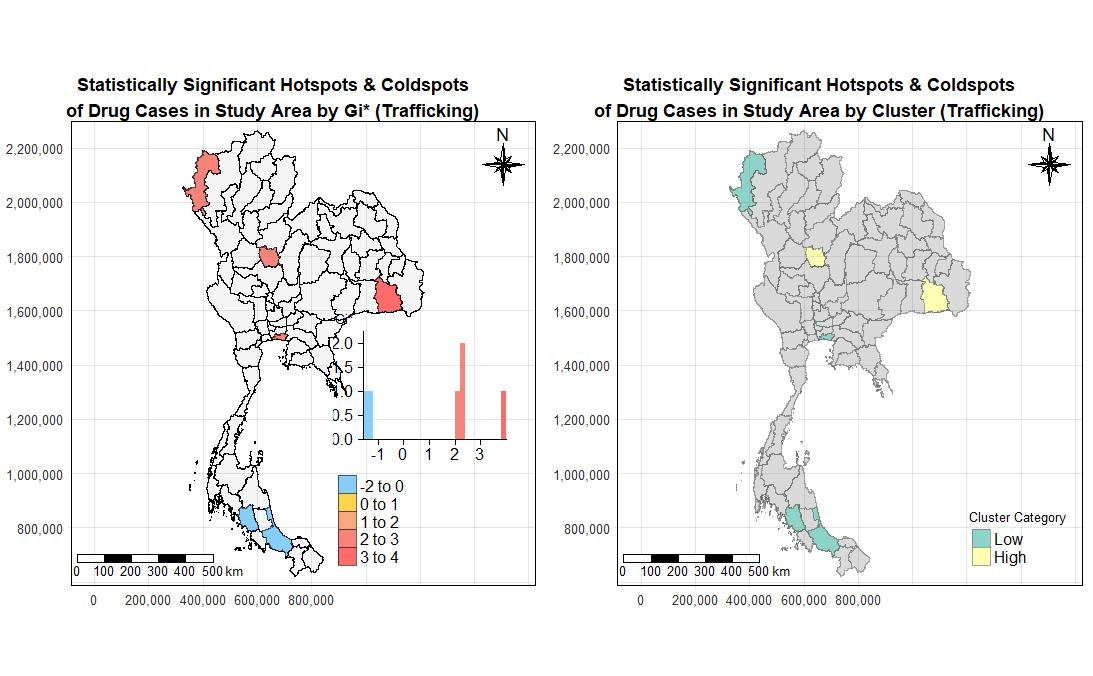 Statistically Significant Hotspots & Coldspots
of Drug Cases in Study Area by Gi* (Trafficking)
N
2,200,000
2,000,000
1,800,000
1,600,000
1,400,000
1,200,000
1,000,000
800,000
2.0
1.5
1.0
0.5
0.0
-1 0 1 2 3
-2 to 0
0 to 1
1 to 2
2 to 3
3 to 4
0 100 200 300 400 500 km
0 200,000 400,000 600,000 800,000
Statistically Significant Hotspots & Coldspots
of Drug Cases in Study Area by Cluster (Trafficking)
N
2,200,000
2,000,000
1,800,000
1,600,000
1,400,000
1,200,000
1,000,000
800,000
Cluster Category
Low
High
0 100 200 300 400 500 km
0 200,000 400,000 600,000 800,000